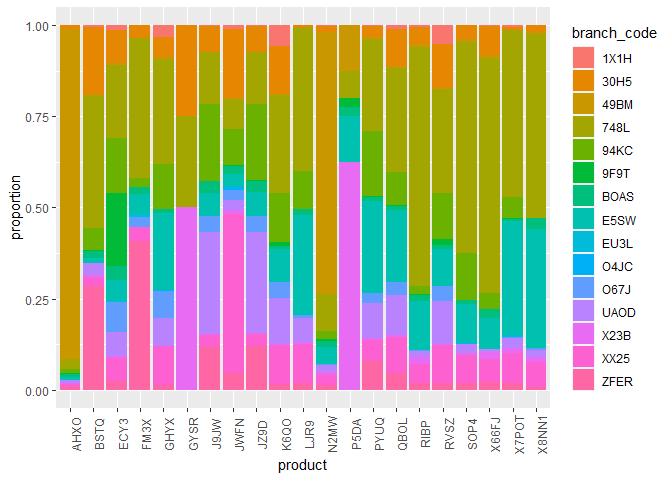 branch_code
1X1H
30H5
49BM
748L
94KC
9F9T
BOAS
E5SW
EU3L
O4JC
O67J
UAOD
X23B
XX25
ZFER
1.00
0.75
0.50
0.25
0.00
proportion
AHXO
BSTQ
ECY3
FM3X
GHYX
GYSR
J9JW
JWFN
JZ9D
K6QO
LJR9
N2MW
P5DA
PYUQ
QBOL
RIBP
RVSZ
SOP4
X66FJ
X7POT
X8NN1
product